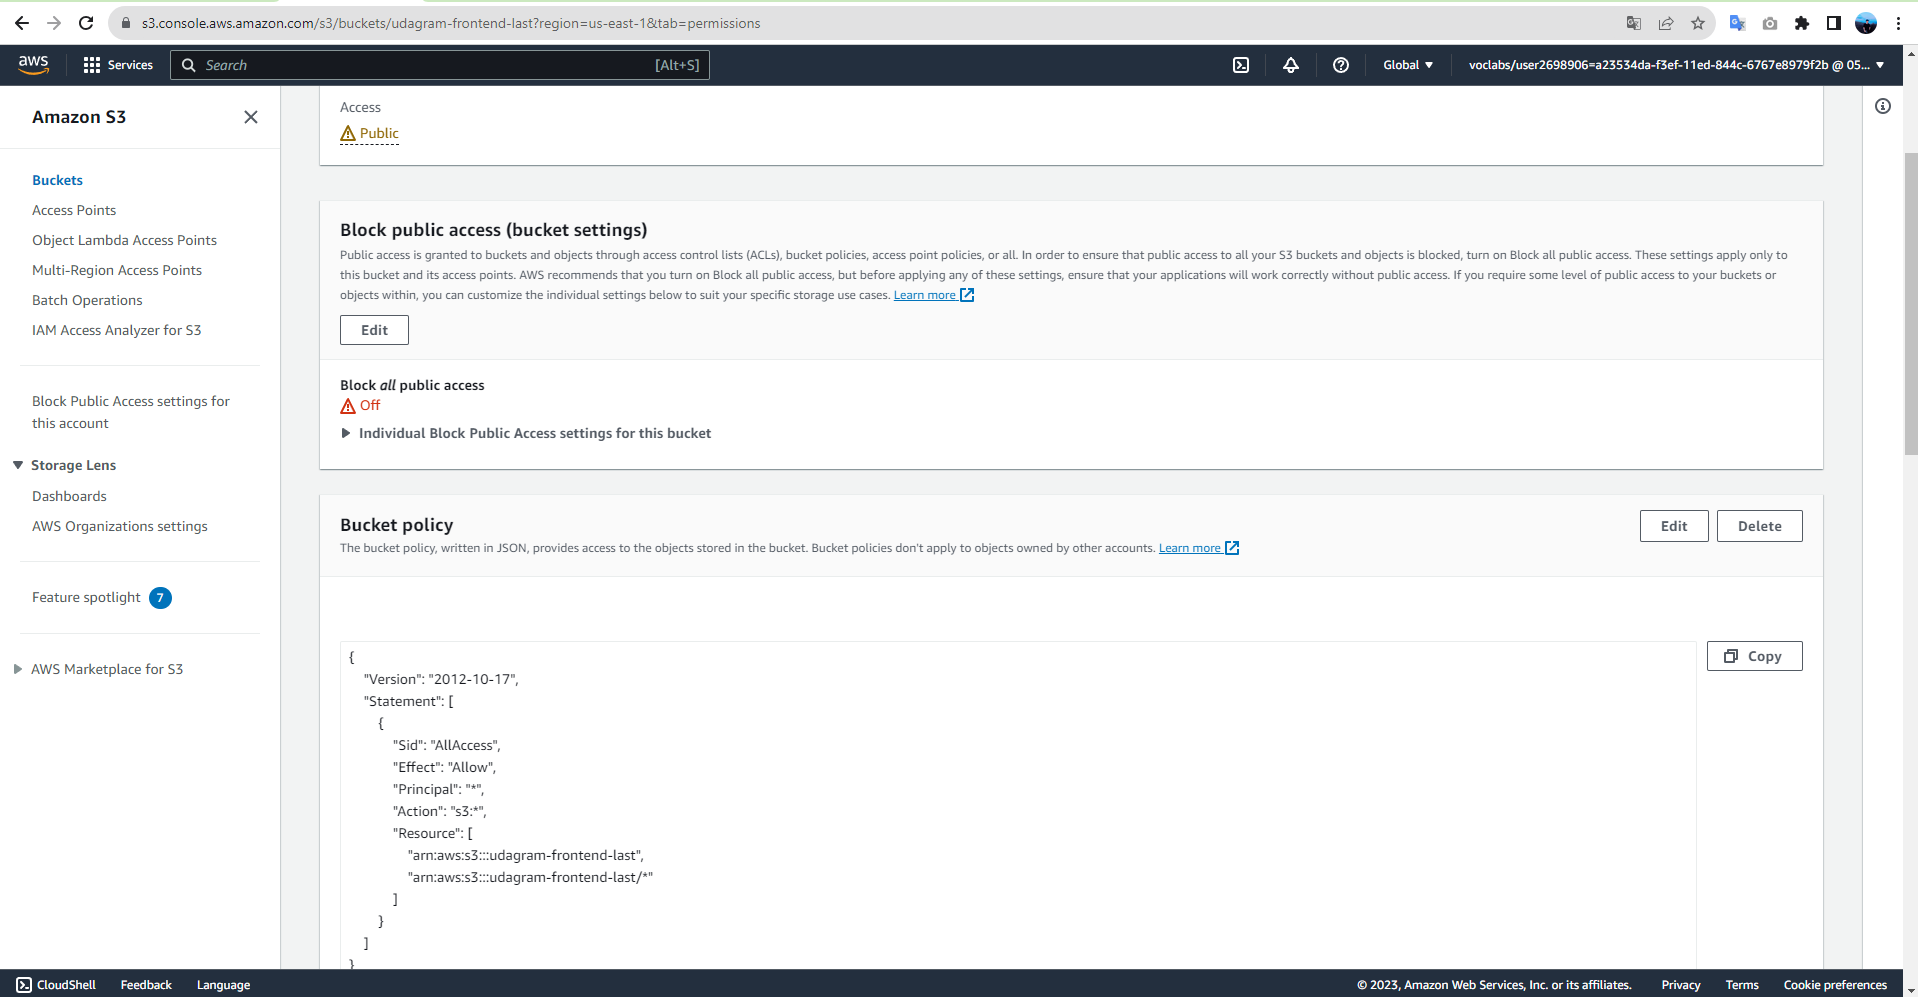 s3.console.aws.amazon.com/s3/buckets/udagram-frontend-last?region=us-east-1&tab=permissions
aws
Services
Search
[Alt+S]
Global
voclabs/user2698906=a23534da-f3ef-11ed-844c-6767e8979f2b @ 05...
Amazon S3
Buckets
Access Points
Object Lambda Access Points
Multi-Region Access Points
Batch Operations
IAM Access Analyzer for S3
Block Public Access settings for
this account
Storage Lens
Dashboards
AWS Organizations settings
Feature spotlight 7
AWS Marketplace for S3
Access
Public
Block public access (bucket settings)
Public access is granted to buckets and objects through access control lists (ACLs), bucket policies, access point policies, or all. In order to ensure that public access to all your S3 buckets and objects is blocked, turn on Block all public access. These settings apply only to
this bucket and its access points. AWS recommends that you turn on Block all public access, but before applying any of these settings, ensure that your applications will work correctly without public access. If you require some level of public access to your buckets or
objects within, you can customize the individual settings below to suit your specific storage use cases. Learn more
Edit
Block all public access
Off
Individual Block Public Access settings for this bucket
Bucket policy
Edit
Delete
The bucket policy, written in JSON, provides access to the objects stored in the bucket. Bucket policies don't apply to objects owned by other accounts. Learn more
Copy
{
"Version": "2012-10-17",
"Statement": [
{
"Sid": "AllAccess",
"Effect": "Allow",
"Principal": "*",
"Action": "s3:*",
"Resource": [
"arn:aws:s3:::udagram-frontend-last",
"arn:aws:s3:::udagram-frontend-last/*"
]
}
]
}
CloudShell
Feedback
Language
© 2023, Amazon Web Services, Inc. or its affiliates.
Privacy
Terms
Cookie preferences